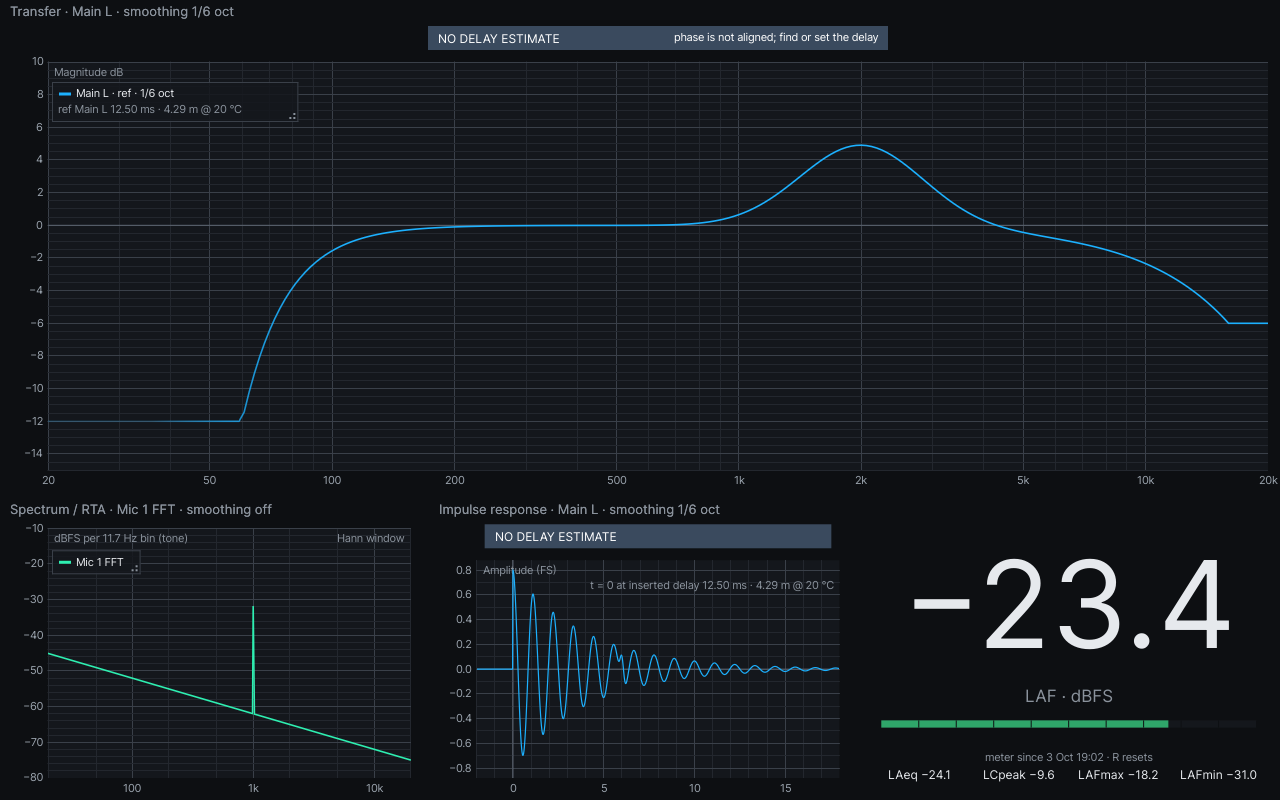 Transfer · Main L · smoothing 1/6 oct
NO DELAY ESTIMATE phase is not aligned; find or set the delay
Magnitude dB
Main L · ref · 1/6 oct
ref Main L 12.50 ms · 4.29 m @ 20 °C
10
8
6
4
2
0
−2
−4
−6
−8
−10
−12
−14
20 50 100 200 500 1k 2k 5k 10k 20k
Spectrum / RTA · Mic 1 FFT · smoothing off
dBFS per 11.7 Hz bin (tone) Hann window
Mic 1 FFT
−10
−20
−30
−40
−50
−60
−70
−80
100 1k 10k
Impulse response · Main L · smoothing 1/6 oct
NO DELAY ESTIMATE
Amplitude (FS)
t = 0 at inserted delay 12.50 ms · 4.29 m @ 20 °C
0.8
0.6
0.4
0.2
0.0
−0.2
−0.4
−0.6
−0.8
0 5 10 15
−23.4
LAF · dBFS
meter since 3 Oct 19:02 · R resets
LAeq −24.1 LCpeak −9.6 LAFmax −18.2 LAFmin −31.0